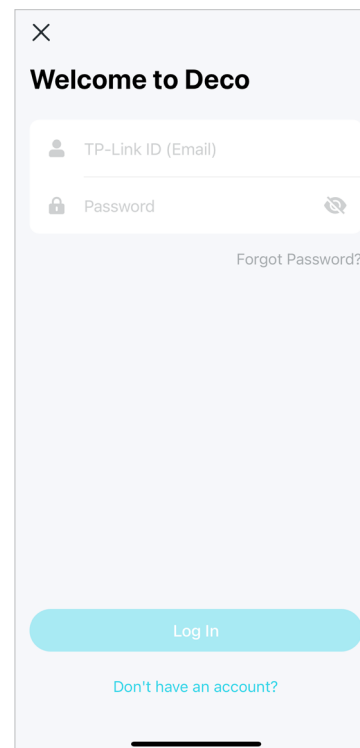 Welcome to Deco
TP-Link ID (Email)
Password
Forgot Password?
Log In
Don't have an account?